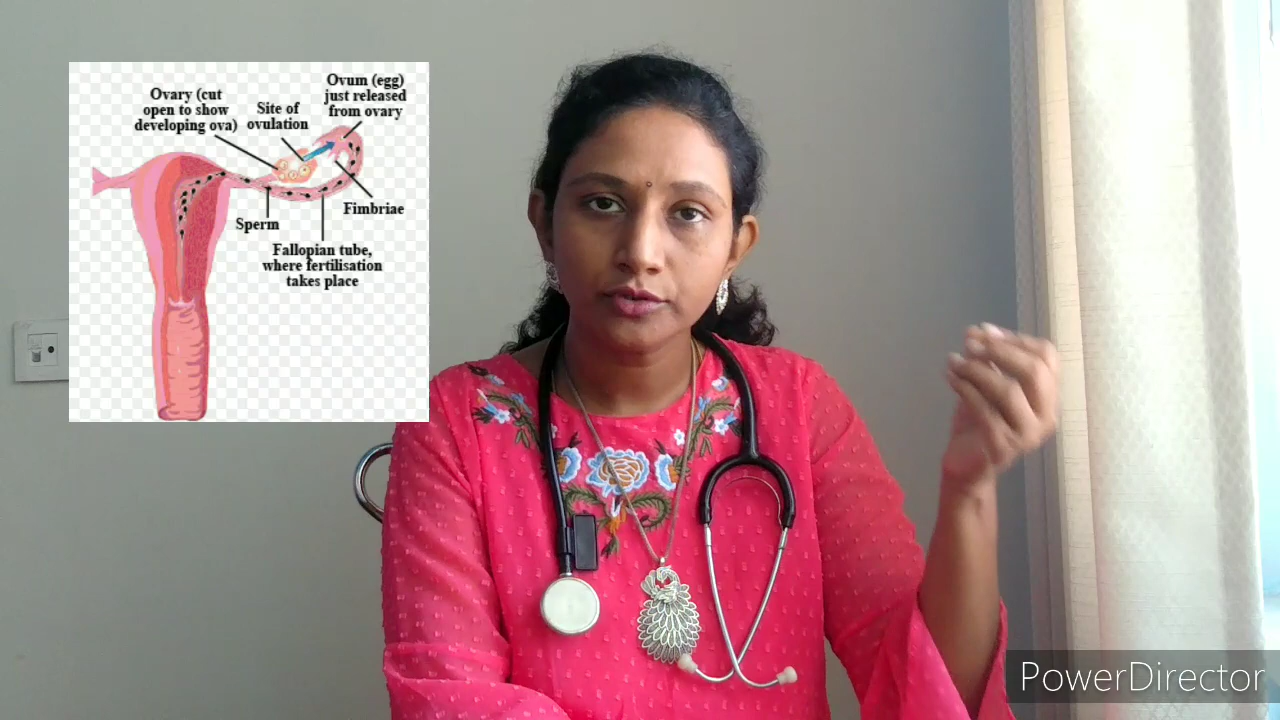 Ovary (cut
open to show
developing ova)
Site of
ovulation
Ovum (egg)
just released
from ovary
Sperm
Fimbriae
Fallopian tube,
where fertilisation
takes place
PowerDirector